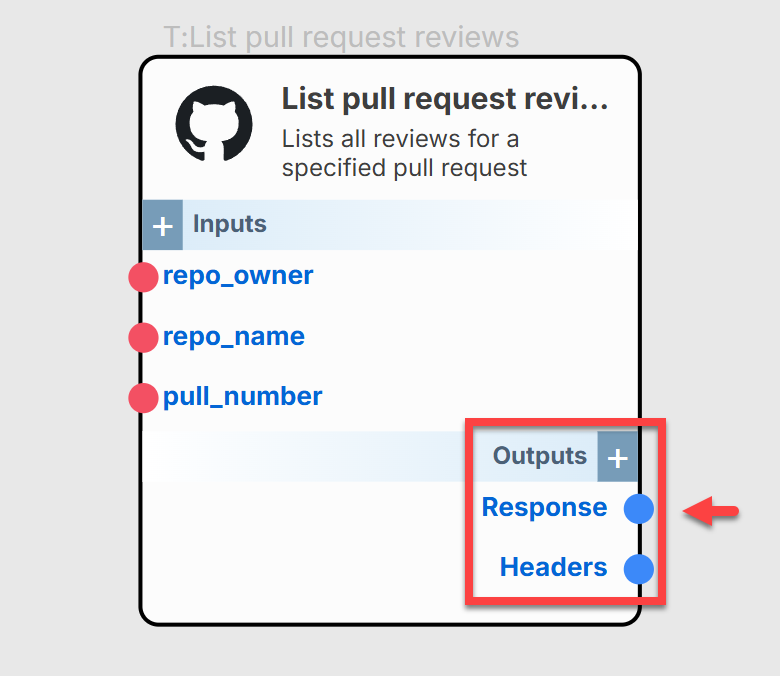 T:List pull request reviews
List pull request revi...
Lists all reviews for a
specified pull request
+ Inputs
repo_owner
repo_name
pull_number
Outputs +
Response
Headers